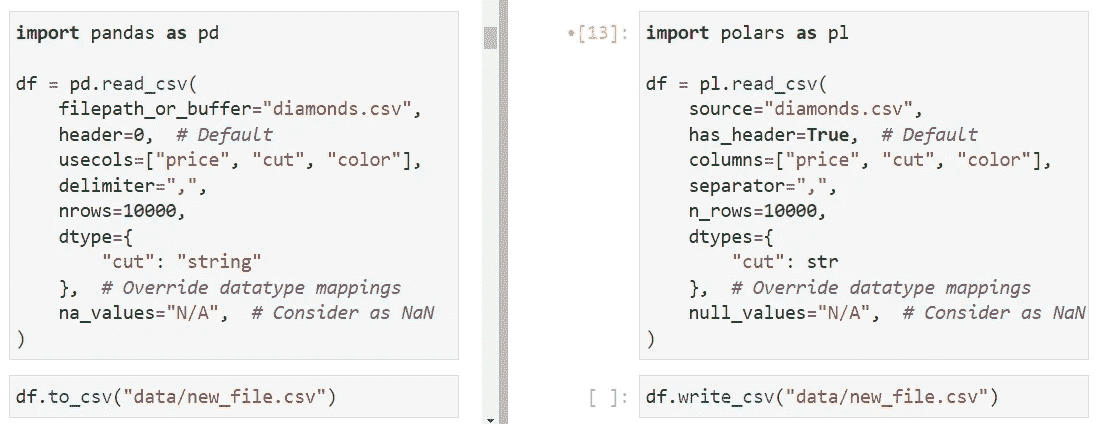 import pandas as pd
df = pd.read_csv(
filepath_or_buffer="diamonds.csv",
header=0,  # Default
usecols=["price", "cut", "color"],
delimiter=",",
nrows=10000,
dtype={
"cut": "string"
},  # Override datatype mappings
na_values="N/A",  # Consider as NaN
)
df.to_csv("data/new_file.csv")
•[13]:
import polars as pl
df = pl.read_csv(
source="diamonds.csv",
has_header=True,  # Default
columns=["price", "cut", "color"],
separator=",",
n_rows=10000,
dtypes={
"cut": str
},  # Override datatype mappings
null_values="N/A",  # Consider as NaN
)
[ ]:
df.write_csv("data/new_file.csv")